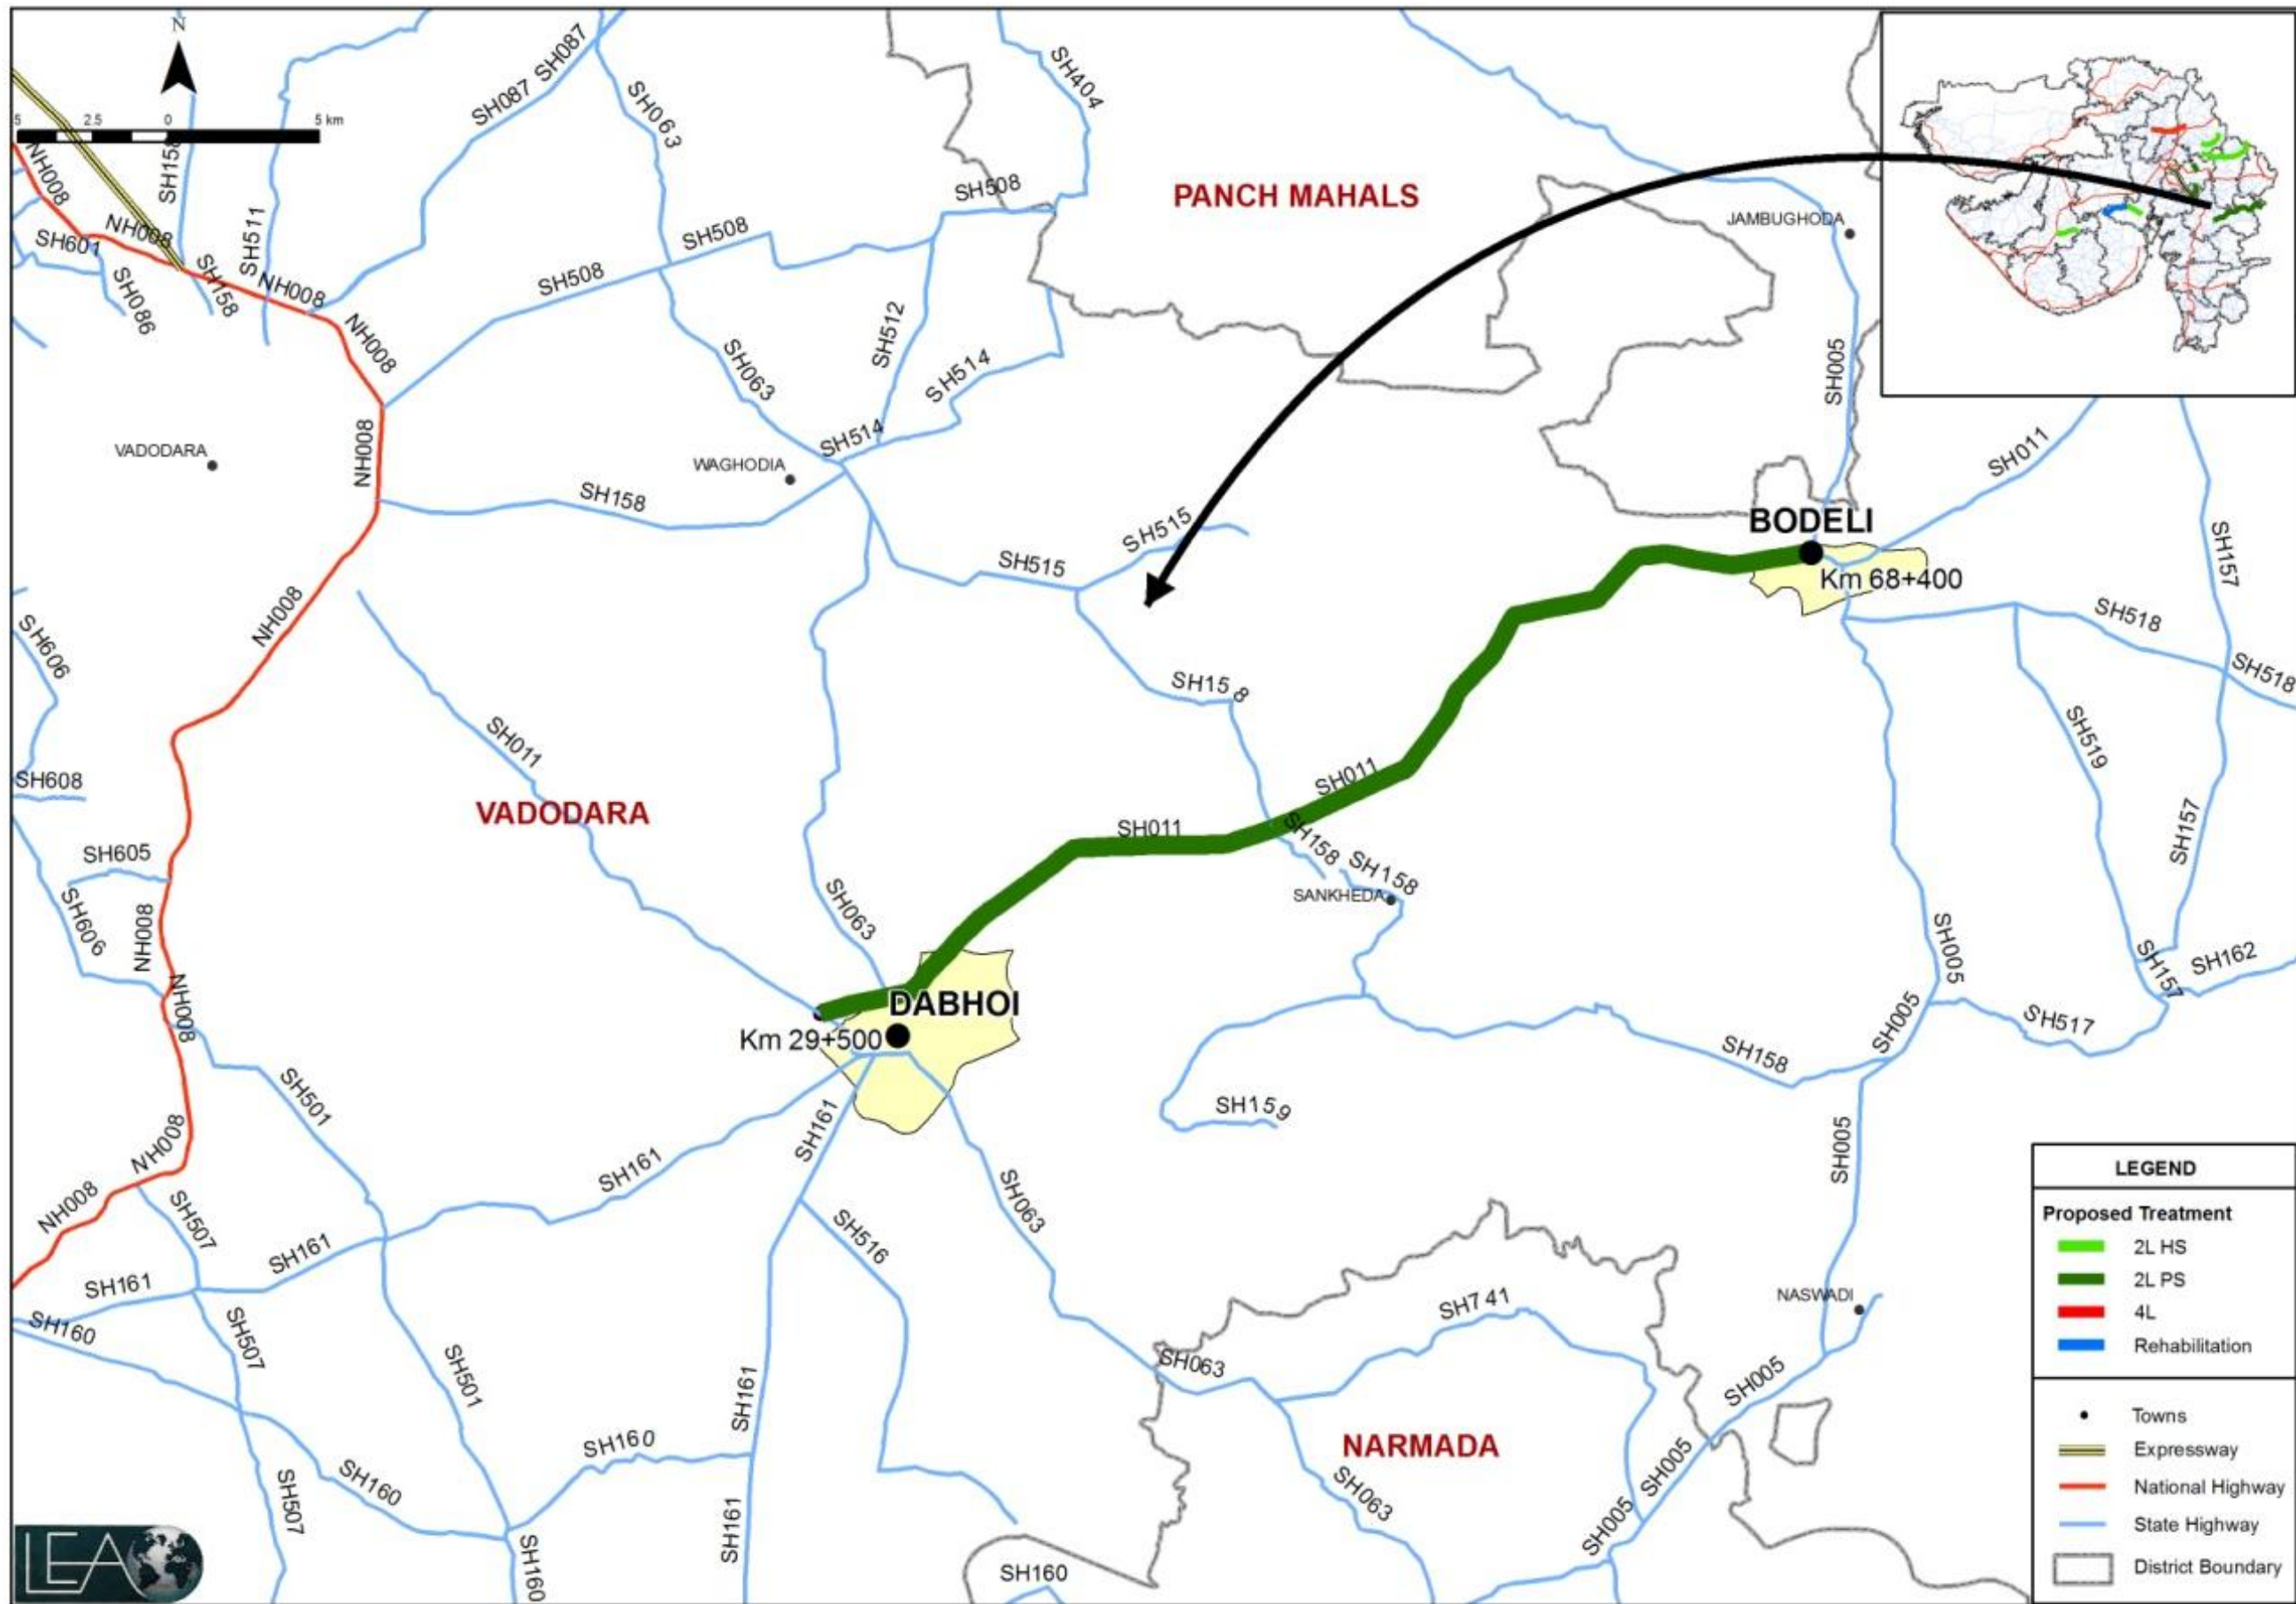 N
5 2.5 0 5 km
SH087
SH087
SH063
SH404
SH158
NH008
NH008
SH601
SH086
SH158
SH511
NH008
NH008
SH508
SH508
SH508
PANCH MAHALS
JAMBUGHODA
SH005
SH063
SH512
SH514
SH514
VADODARA
NH008
WAGHODIA
SH158
SH515
SH515
BODELI
Km 68+400
SH011
SH157
SH518
SH518
SH606
NH008
SH011
SH158
SH519
SH608
VADODARA
SH011
SH011
SH157
SH605
SH606
NH008
NH008
SH063
SH158
SH158
SANKHEDA
SH005
SH157
SH162
DABHOI
Km 29+500
SH005
SH517
SH158
SH501
SH161
SH159
SH005
NH008
NH008
SH507
SH161
SH063
SH516
SH161
SH161
SH160
SH507
SH501
SH161
SH063
SH741
NASWADI
SH005
NARMADA
SH160
SH160
SH507
SH161
SH063
SH005
SH005
SH160
SH160
LEA
LEGEND
Proposed Treatment
2L HS
2L PS
4L
Rehabilitation
Towns
Expressway
National Highway
State Highway
District Boundary